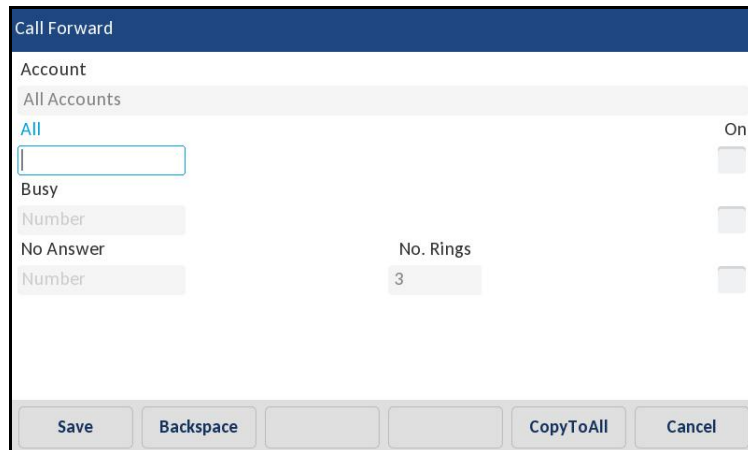 Call Forward
Account
All Accounts
All On
Busy
Number
No Answer No. Rings
Number 3
Save Backspace CopyToAll Cancel